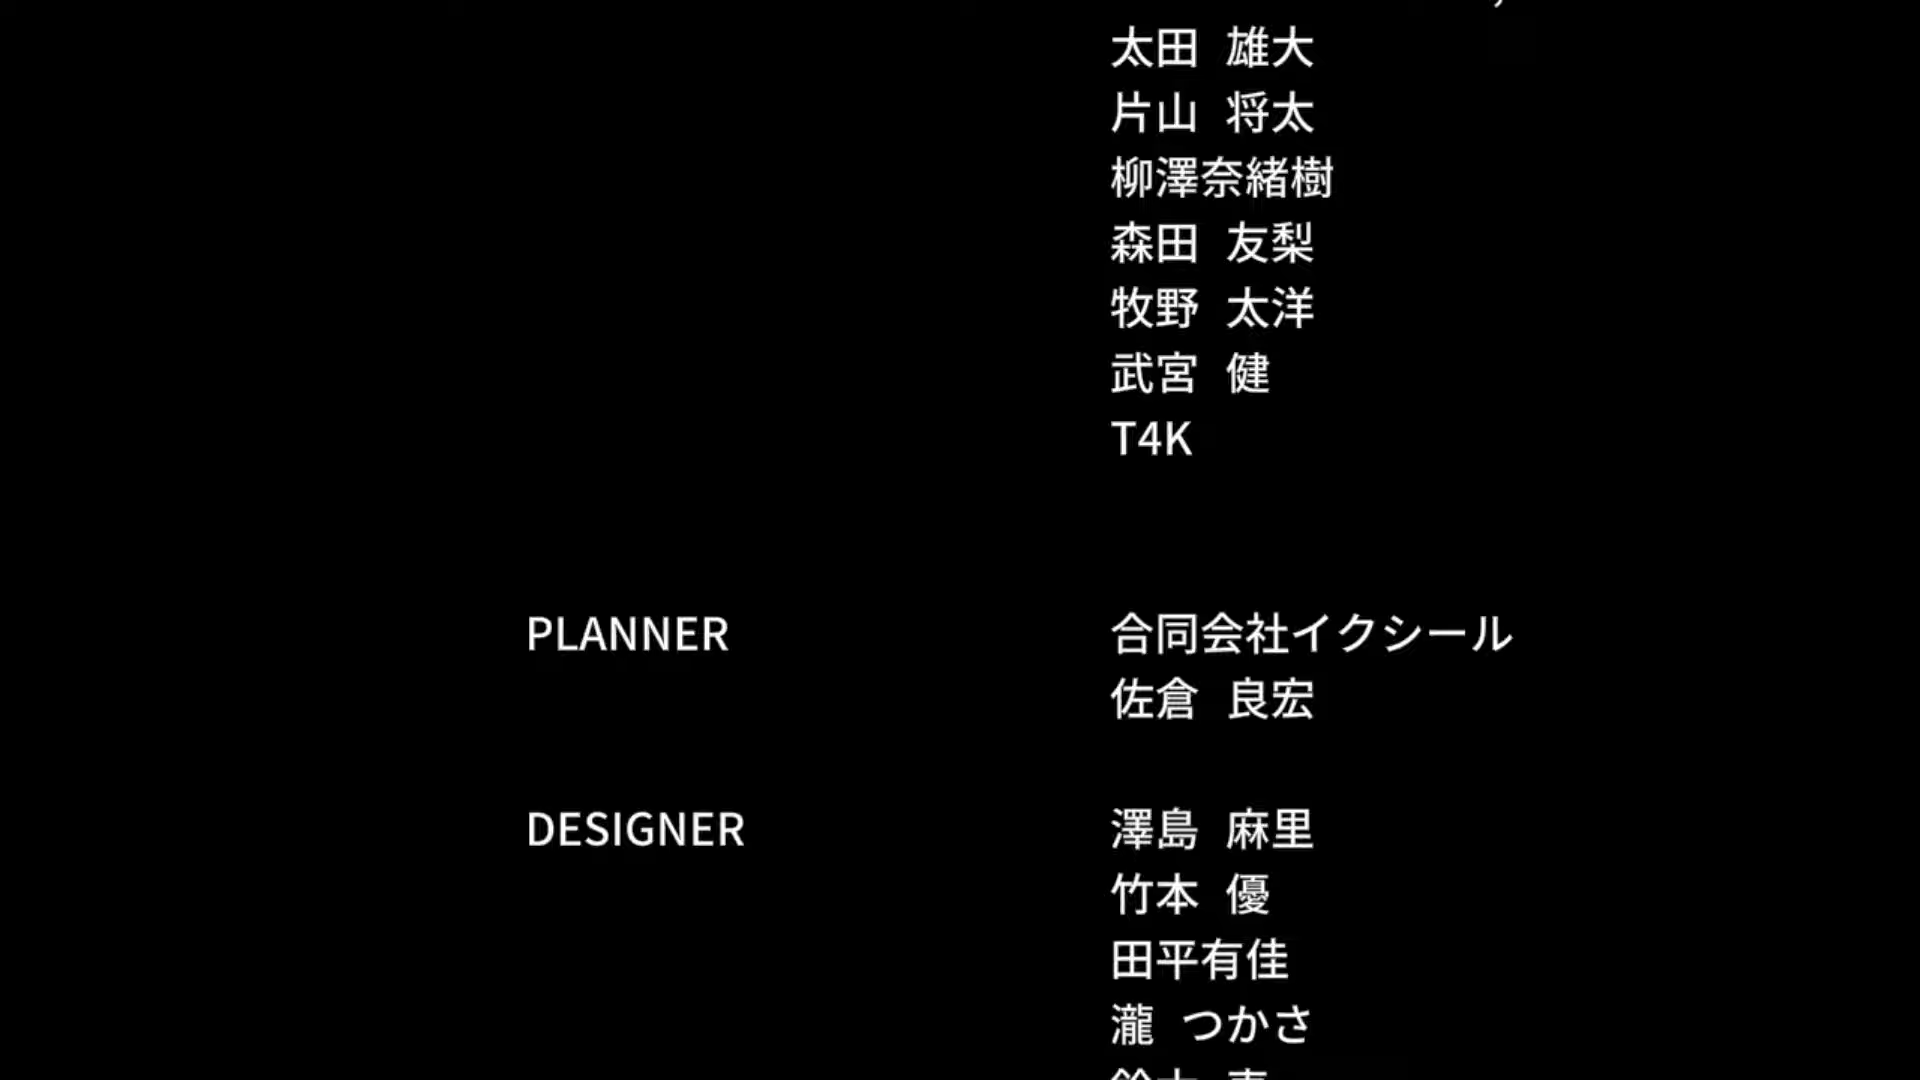 太田 雄大
片山 将太
柳澤奈緒樹
森田 友梨
牧野 太洋
武宮 健
T4K
PLANNER 合同会社イクシール
佐倉 良宏
DESIGNER 澤島 麻里
竹本 優
田平有佳
瀧 つかさ